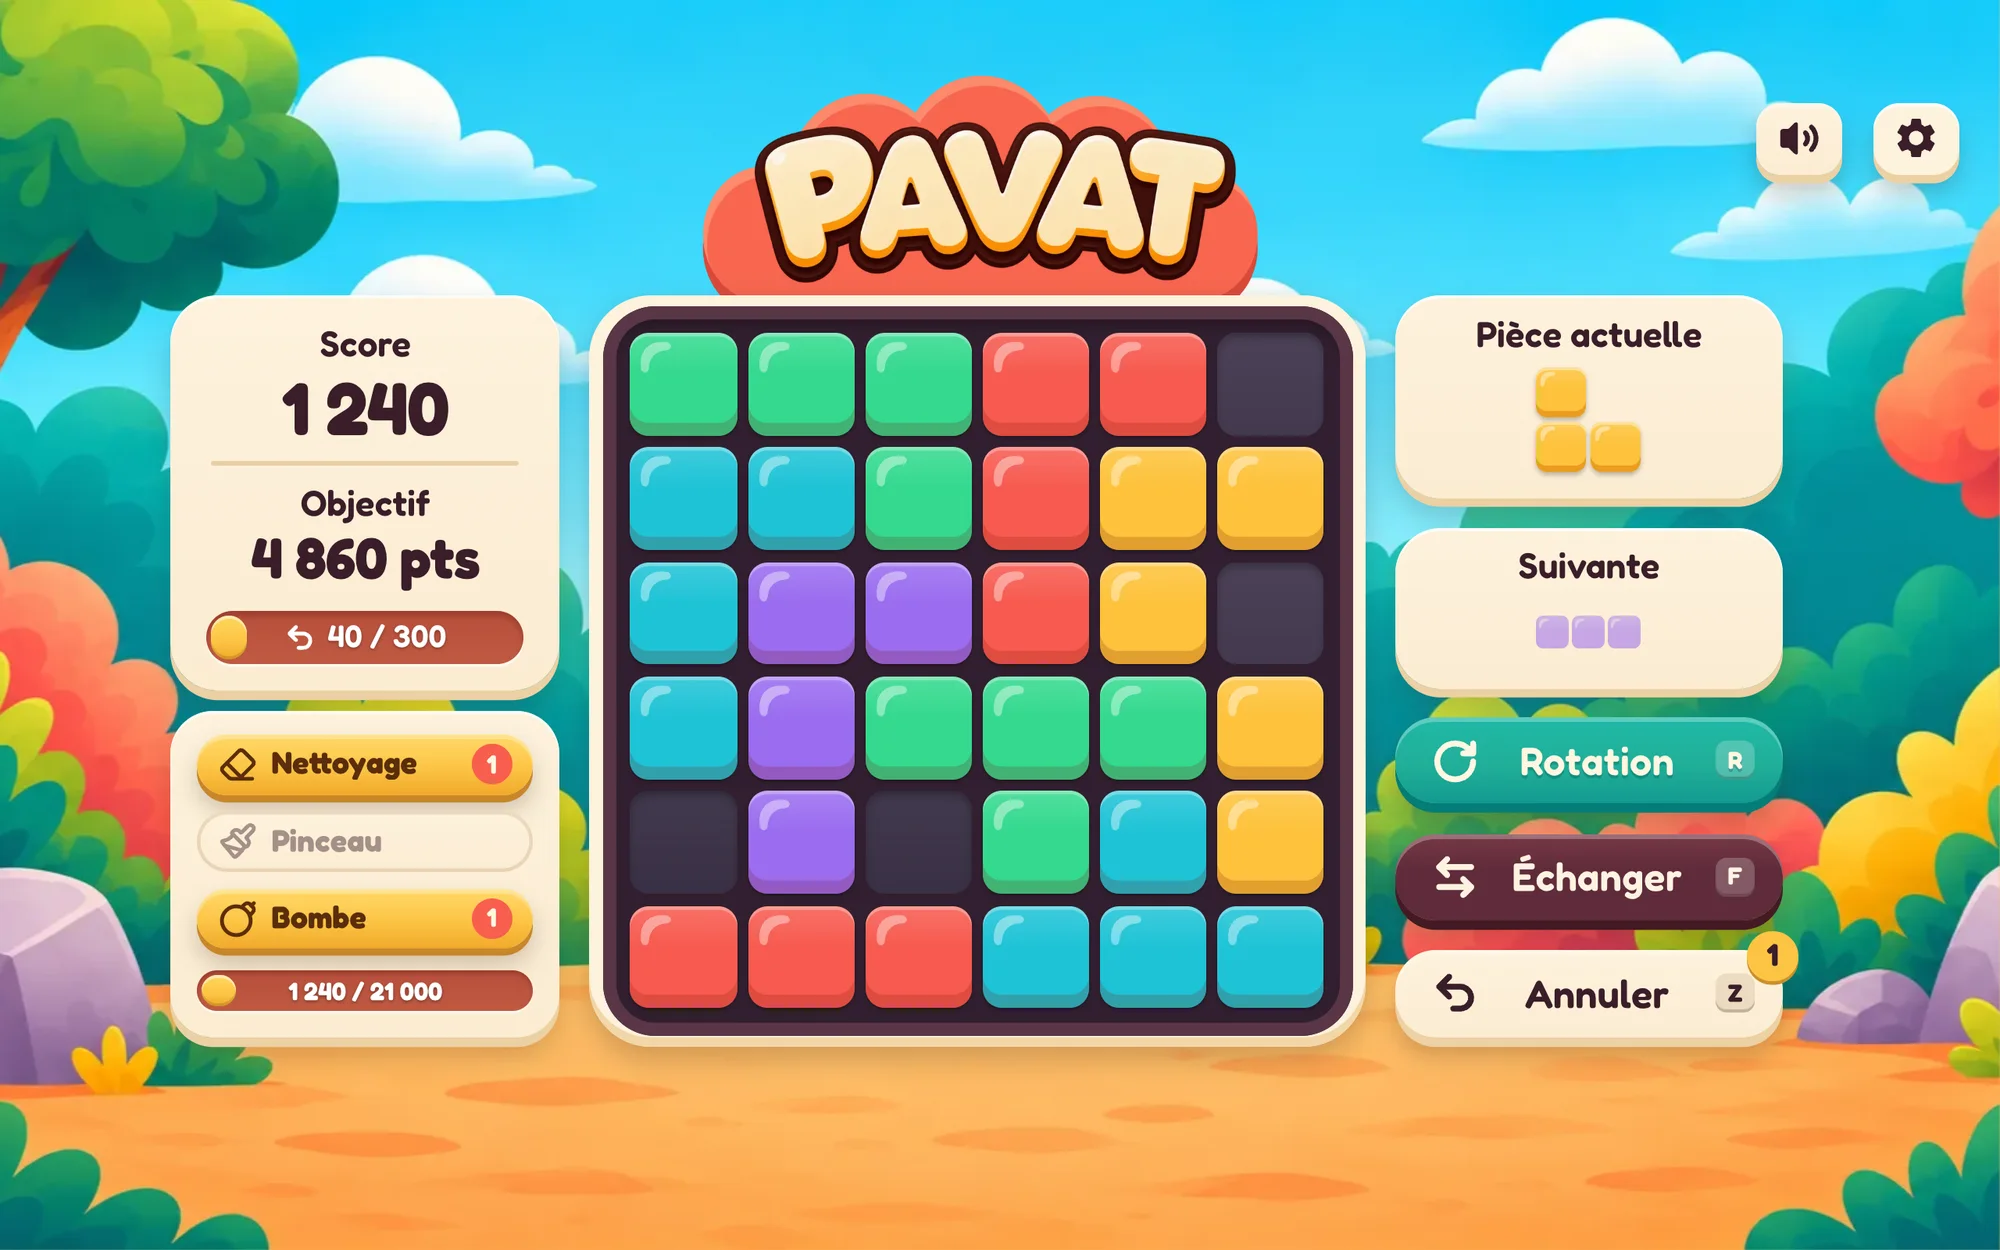 PAVAT
Score
1 240
Objectif
4 860 pts
40 / 300
Nettoyage 1
Pinceau
Bombe 1
1 240 / 21 000
Pièce actuelle
Suivante
Rotation R
Échanger F
1
Annuler Z